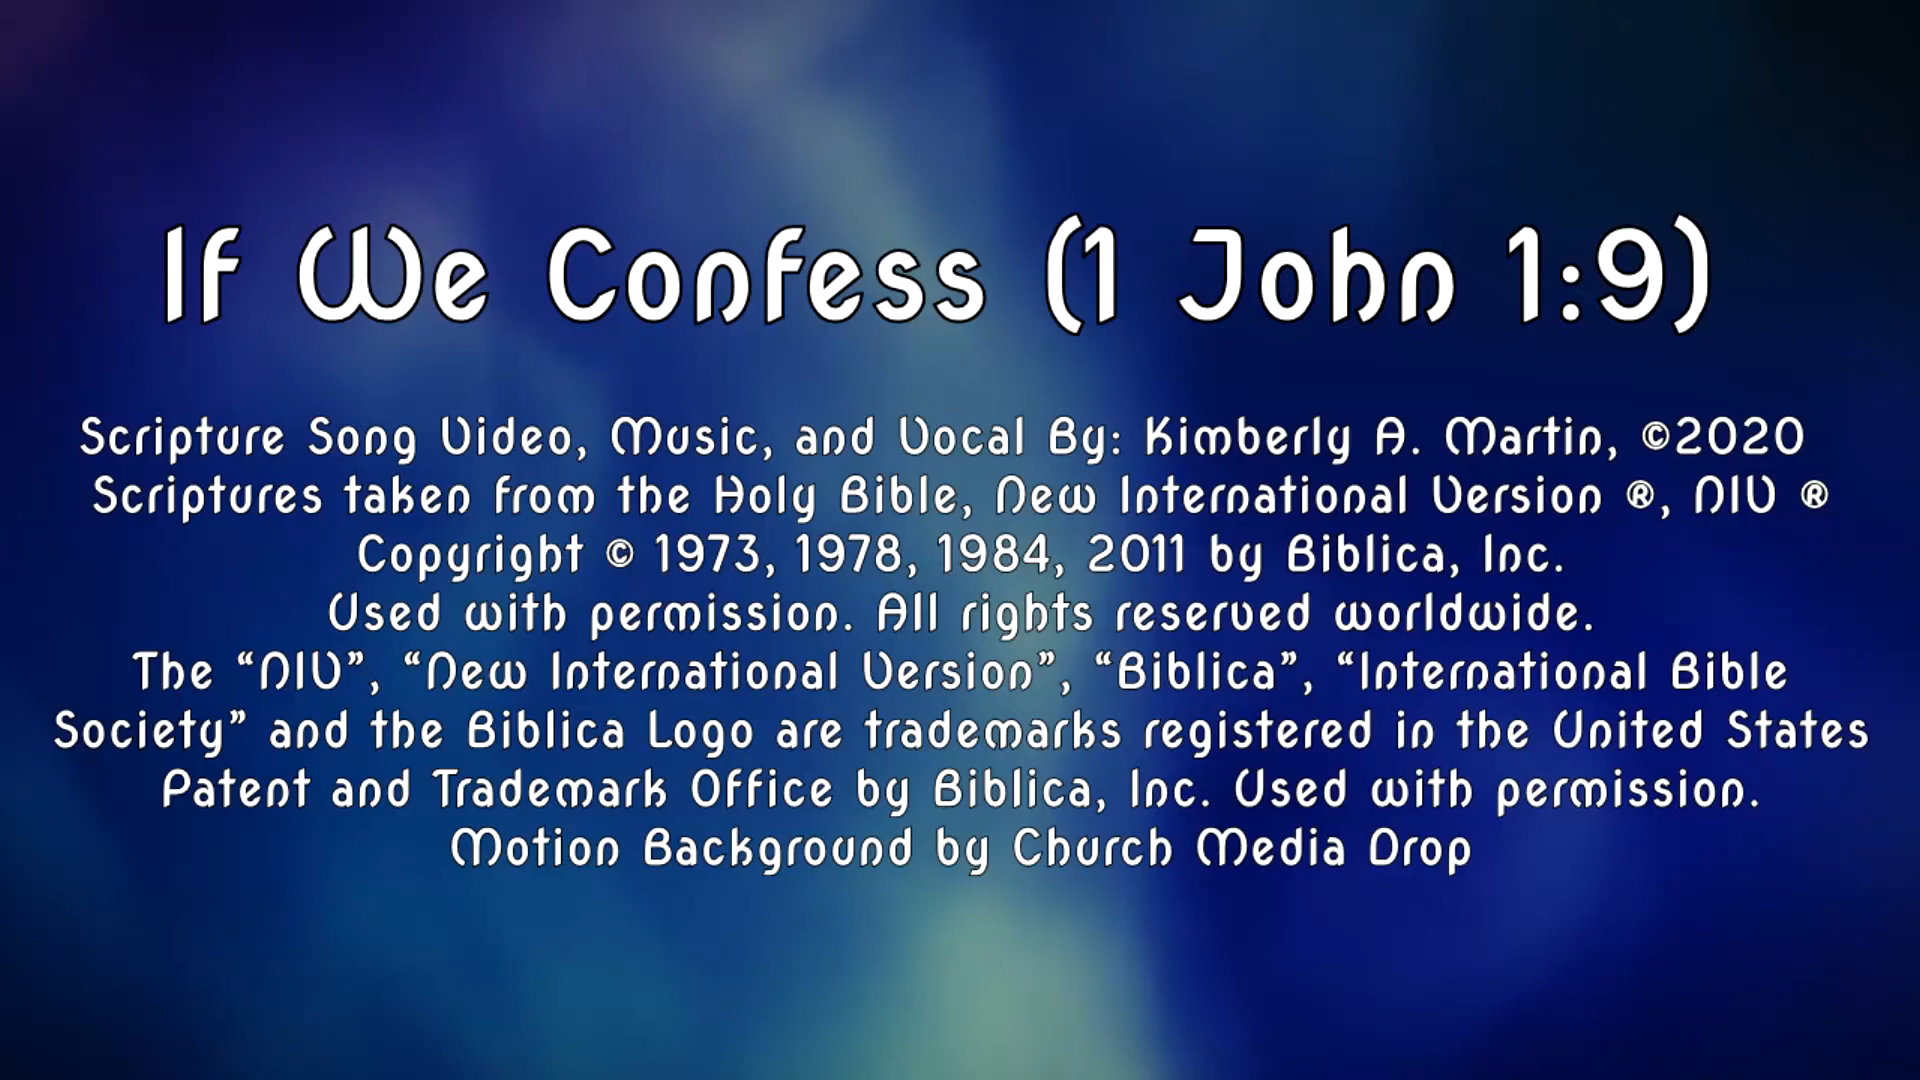 If We Confess (1 John 1:9)
Scripture Song Video, Music, and Vocal By: Kimberly A. Martin, ©2020
Scriptures taken from the Holy Bible, New International Version ®, NIV ®
Copyright © 1973, 1978, 1984, 2011 by Biblica, Inc.
Used with permission. All rights reserved worldwide.
The “NIV”, “New International Version”, “Biblica”, “International Bible
Society” and the Biblica Logo are trademarks registered in the United States
Patent and Trademark Office by Biblica, Inc. Used with permission.
Motion Background by Church Media Drop